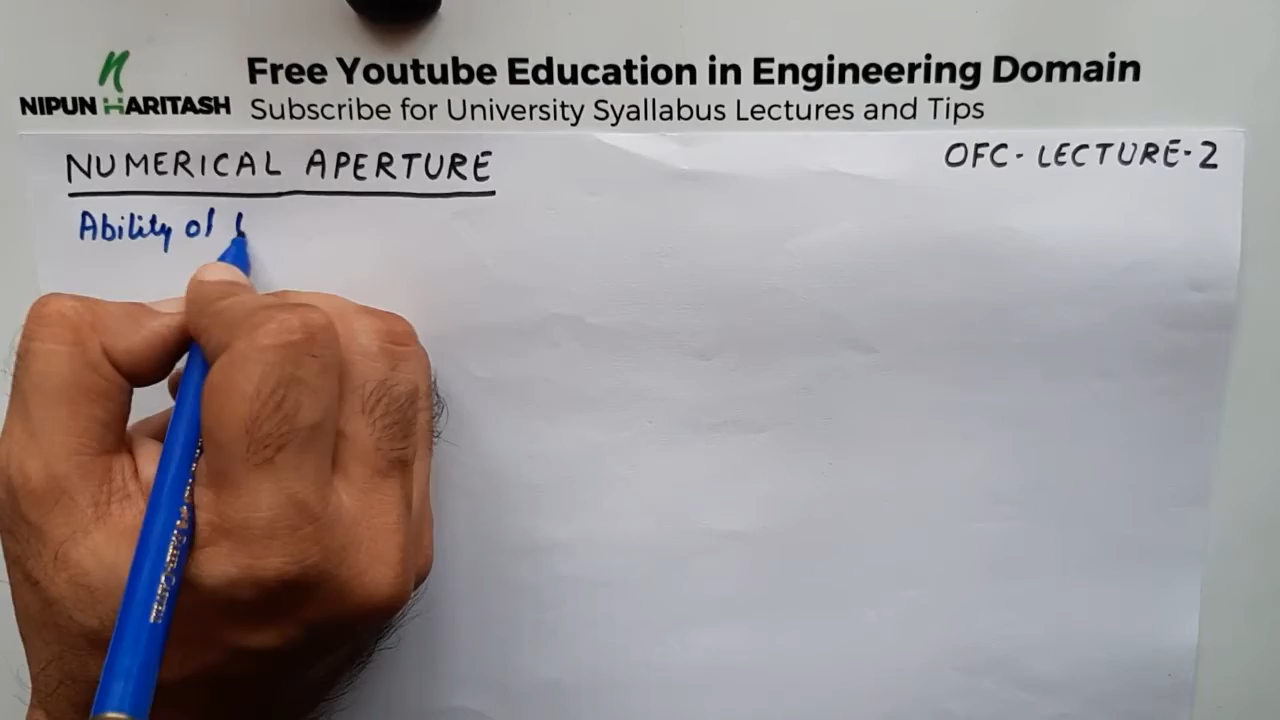 n
NIPUN HARITASH
Free Youtube Education in Engineering Domain
Subscribe for University Syallabus Lectures and Tips
NUMERICAL APERTURE
OFC - LECTURE - 2
Ability of